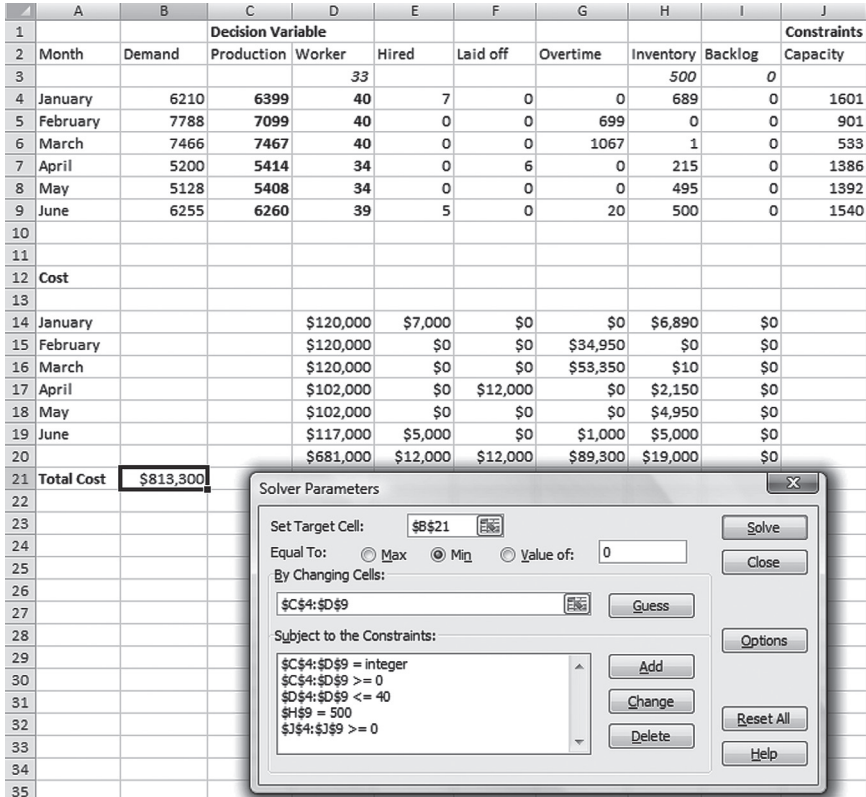 A B C D E F G H I J
1 Decision Variable Constraints
2 Month Demand Production Worker Hired Laid off Overtime Inventory Backlog Capacity
3 33 500 0
4 January 6210 6399 40 7 0 0 689 0 1601
5 February 7788 7099 40 0 0 699 0 0 901
6 March 7466 7467 40 0 0 1067 1 0 533
7 April 5200 5414 34 0 6 0 215 0 1386
8 May 5128 5408 34 0 0 0 495 0 1392
9 June 6255 6260 39 5 0 20 500 0 1540
10
11
12 Cost
13
14 January $120,000 $7,000 $0 $0 $6,890 $0
15 February $120,000 $0 $0 $34,950 $0 $0
16 March $120,000 $0 $0 $53,350 $10 $0
17 April $102,000 $0 $12,000 $0 $2,150 $0
18 May $102,000 $0 $0 $0 $4,950 $0
19 June $117,000 $5,000 $0 $1,000 $5,000 $0
20 $681,000 $12,000 $12,000 $89,300 $19,000 $0
21 Total Cost $813,300
22
23
24
25
26
27
28
29
30
31
32
33
34
35
Solver Parameters X
Set Target Cell: $B$21 Solve
Equal To: Max Min Value of: 0 Close
By Changing Cells:
$C$4:$D$9 Guess
Subject to the Constraints: Options
$C$4:$D$9 = integer Add
$C$4:$D$9 >= 0
$D$4:$D$9 <= 40 Change
$H$9 = 500 Reset All
$J$4:$J$9 >= 0 Delete
Help